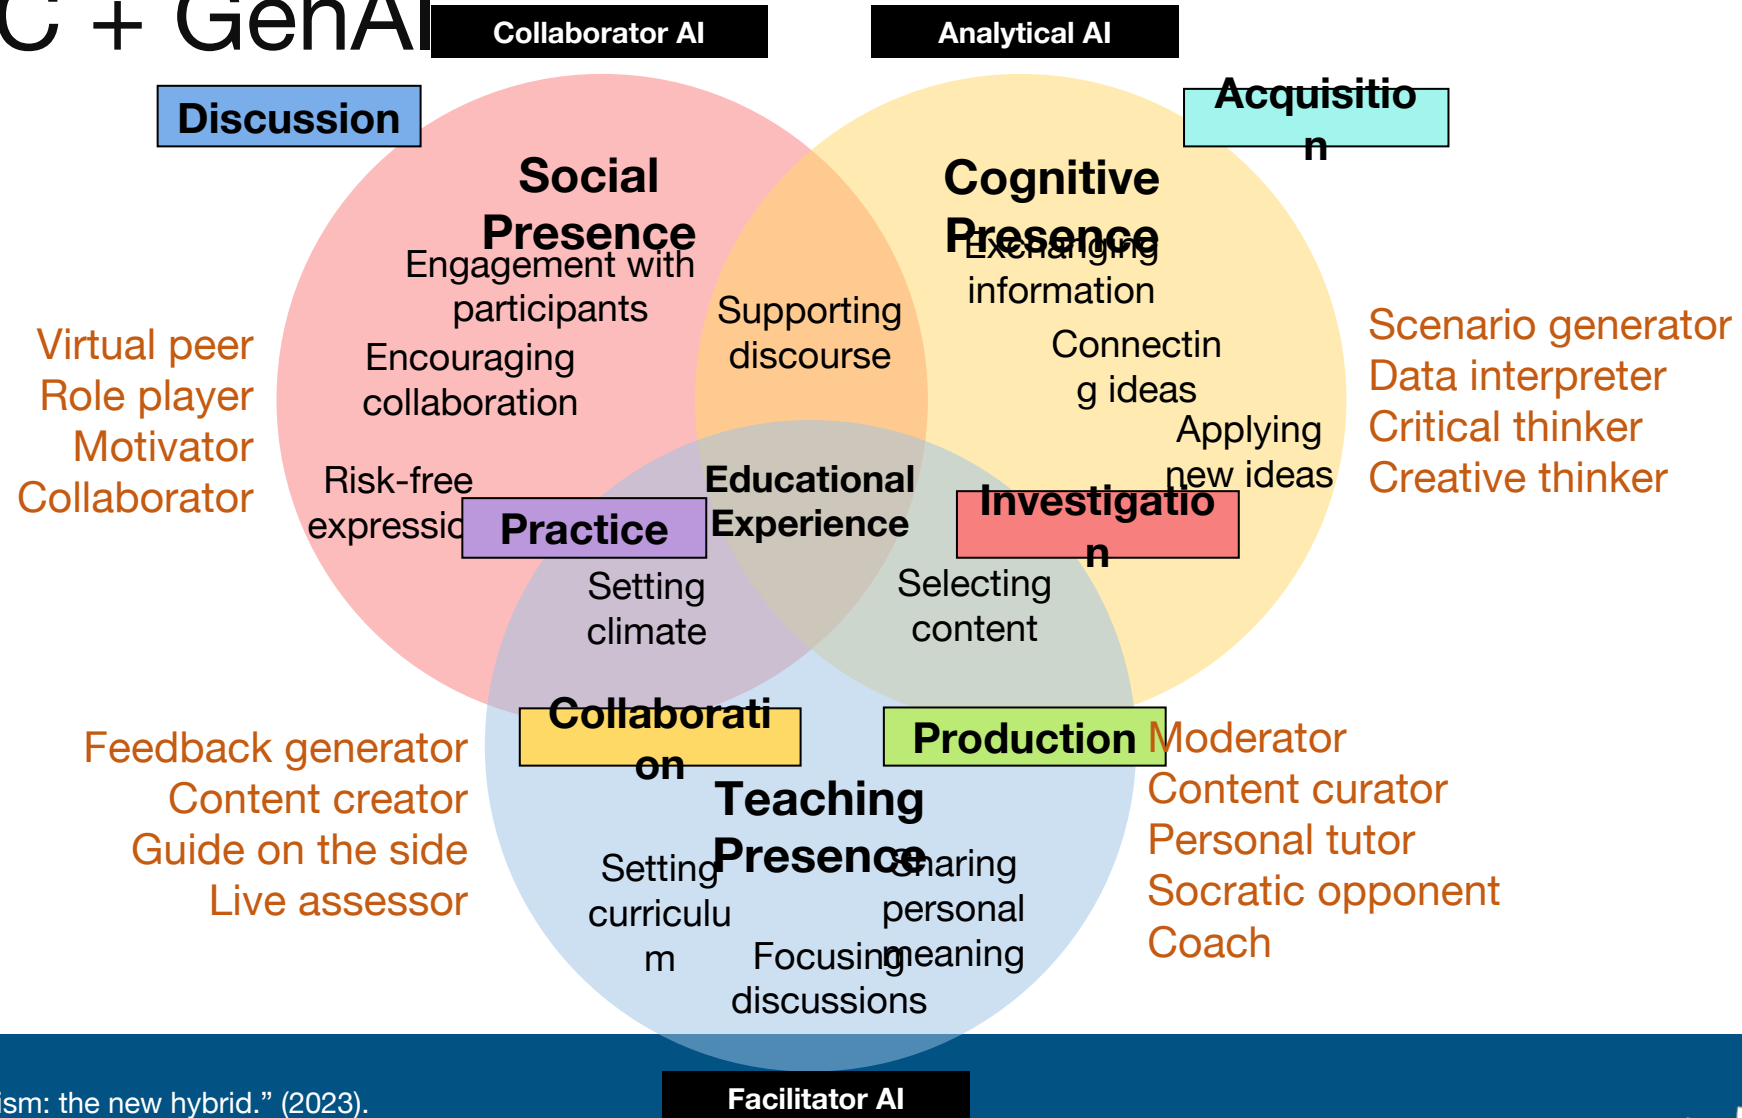 C + GenAI
Collaborator AI
Analytical AI
Discussion
Acquisitio
n
Social
Presence
Engagement with
participants
Encouraging
collaboration
Risk-free
expressio
Supporting
discourse
Cognitive
Presence
Exchanging
information
Connectin
g ideas
Applying
new ideas
Virtual peer
Role player
Motivator
Collaborator
Scenario generator
Data interpreter
Critical thinker
Creative thinker
Practice
Educational
Experience
Investigatio
n
Setting
climate
Selecting
content
Collaborati
on
Production
Teaching
Presence
Setting
curriculu
m
Sharing
personal
meaning
Focusing
discussions
Feedback generator
Content creator
Guide on the side
Live assessor
Moderator
Content curator
Personal tutor
Socratic opponent
Coach
ism: the new hybrid.” (2023).
Facilitator AI